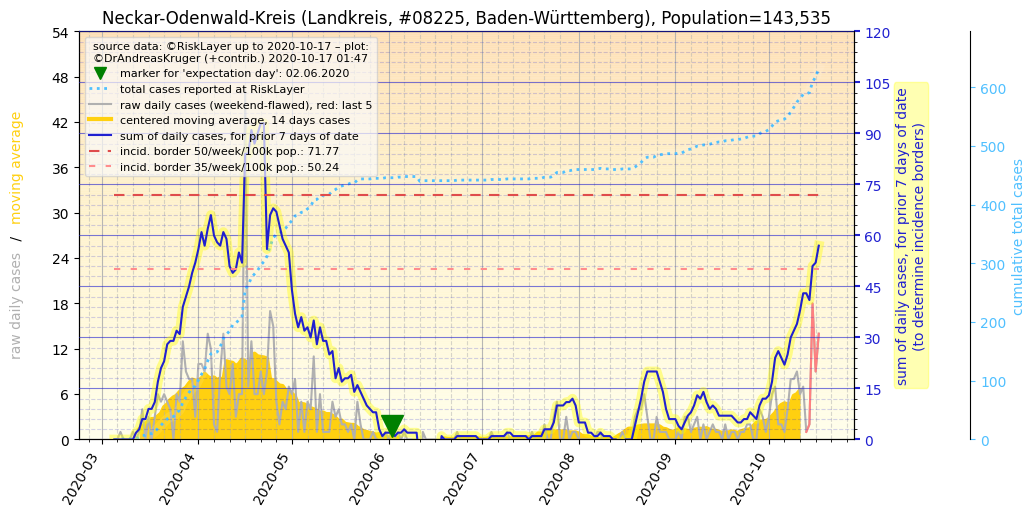 Neckar-Odenwald-Kreis (Landkreis, #08225, Baden-Württemberg), Population=143,535
source data: ©RiskLayer up to 2020-10-17 – plot:
©DrAndreasKruger (+contrib.) 2020-10-17 01:47
marker for 'expectation day': 02.06.2020
total cases reported at RiskLayer
raw daily cases (weekend-flawed), red: last 5
centered moving average, 14 days cases
sum of daily cases, for prior 7 days of date
incid. border 50/week/100k pop.: 71.77
incid. border 35/week/100k pop.: 50.24
raw daily cases / moving average
54
48
42
36
30
24
18
12
6
0
2020-03
2020-04
2020-05
2020-06
2020-07
2020-08
2020-09
2020-10
120
105
90
75
60
45
30
15
0
sum of daily cases, for prior 7 days of date
(to determine incidence borders)
600
500
400
300
200
100
0
cumulative total cases